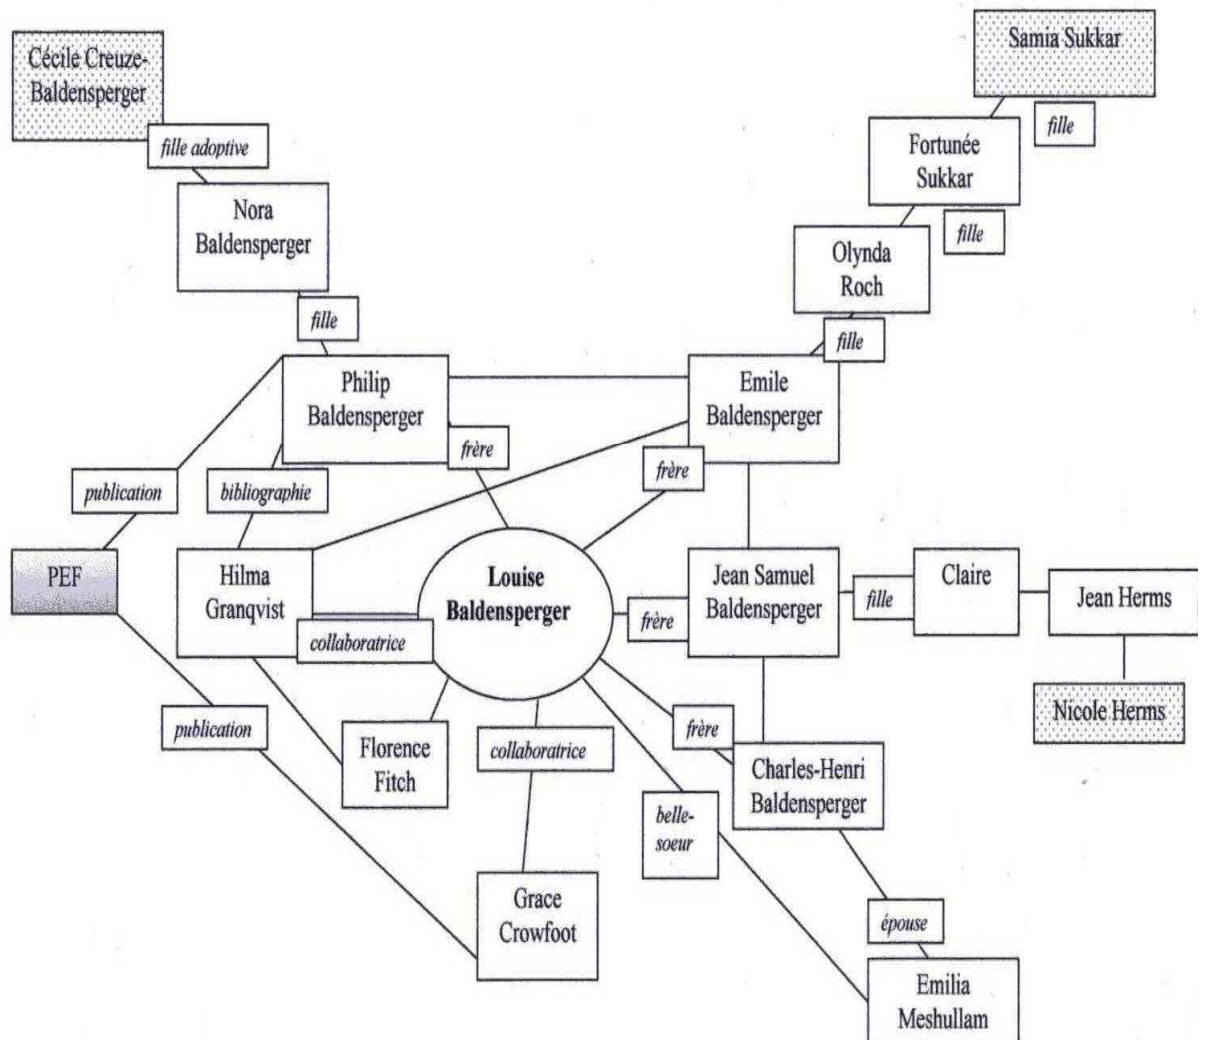 Samia Sukkar
Cécile Creuze-
Baldensperger
fille
fille adoptive
Fortunée
Sukkar
Nora
Baldensperger
fille
Olynda
Roch
fille
fille
Philip
Baldensperger
Emile
Baldensperger
frère
frère
publication
bibliographie
PEF
Hilma
Granqvist
Louise
Baldensperger
Jean Samuel
Baldensperger
Claire
Jean Herms
fille
frère
collaboratrice
Nicole Herms
publication
frère
Florence
Fitch
collaboratrice
Charles-Henri
Baldensperger
belle-
soeur
Grace
Crowfoot
épouse
Emilia
Meshullam